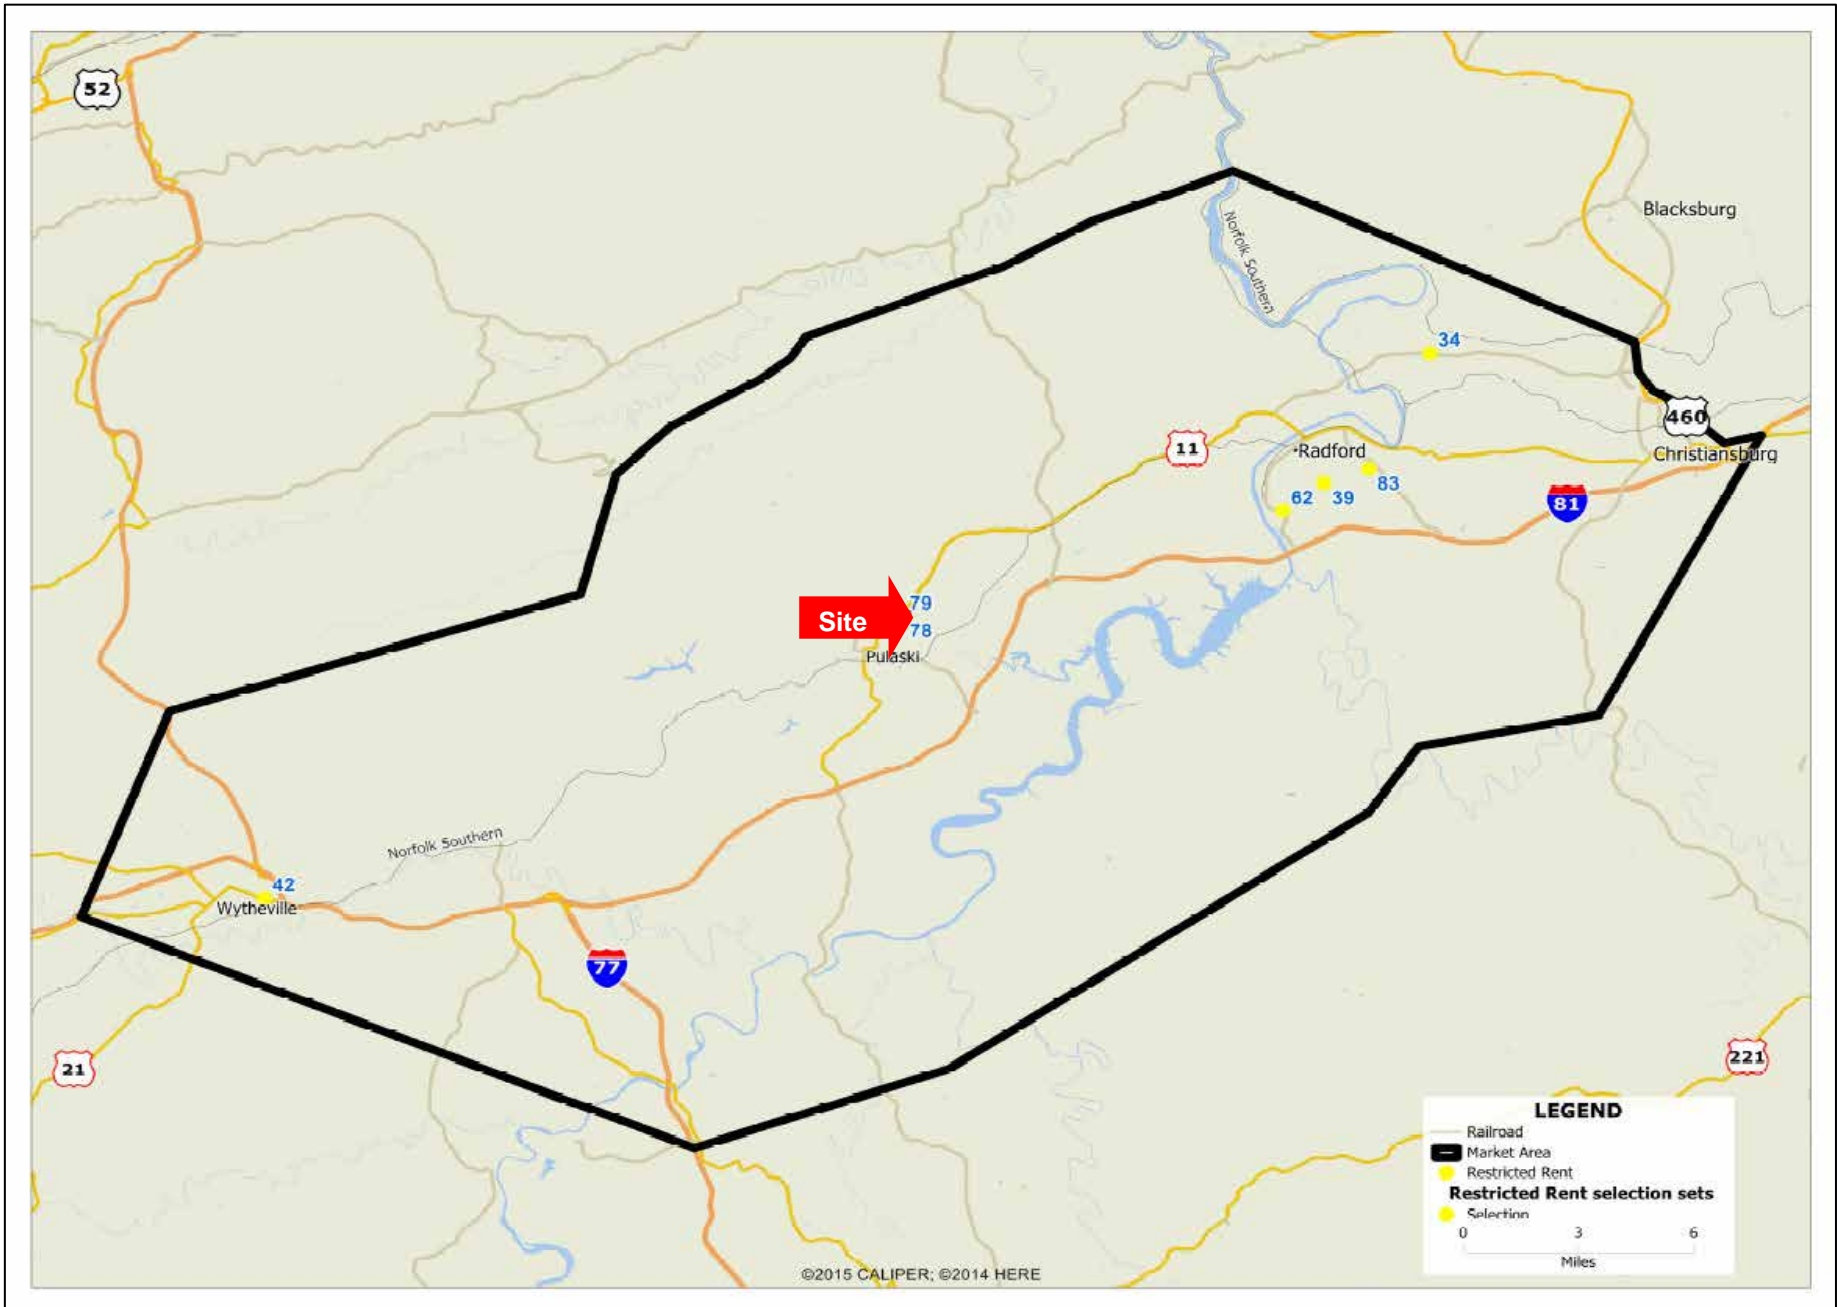 52
Blacksburg
Norfolk Southern
34
460
11
Radford
Christiansburg
83
62
39
81
79
Site
78
Pulaski
Norfolk Southern
42
Wytheville
77
21
221
LEGEND
Railroad
Market Area
Restricted Rent
Restricted Rent selection sets
Selection
0 3 6
Miles
©2015 CALIPER; ©2014 HERE